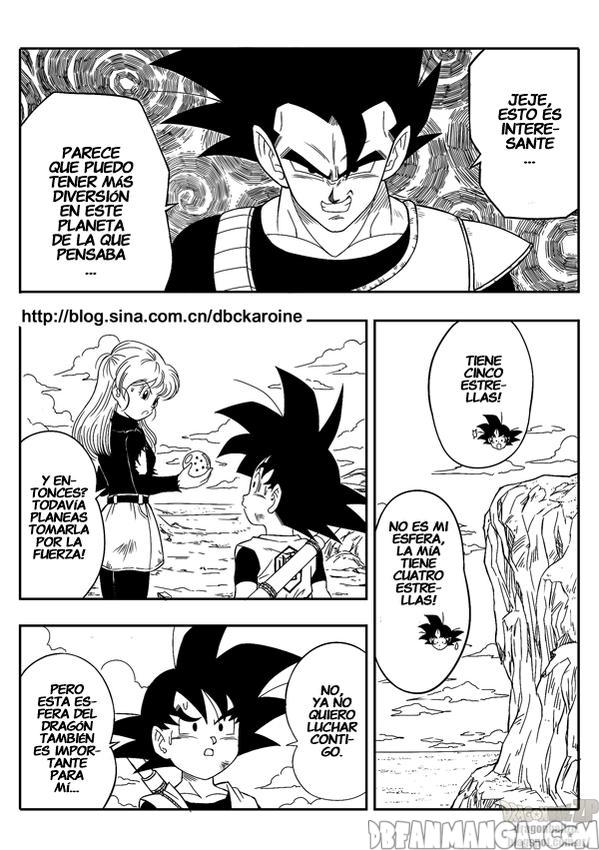 JEJE,
ESTO ES
INTERE-
SANTE
...
PARECE
QUE PUEDO
TENER MÁS
DIVERSIÓN
EN ESTE
PLANETA
DE LA QUE
PENSABA
...
http://blog.sina.com.cn/dbckaroine
Y EN-
TONCES?
TODAVÍA
PLANEAS
TOMARLA
POR LA
FUERZA!
TIENE
CINCO
ESTRE-
LLAS!
NO ES MI
ESFERA,
LA MÍA
TIENE
CUATRO
ESTRE-
LLAS!
NO,
YA NO
QUIERO
LUCHAR
CONTI-
GO.
PERO
ESTA ES-
FERA DEL
DRAGÓN
TAMBIÉN
ES IMPOR-
TANTE
PARA
MÍ...
DBFANMANGA.COM